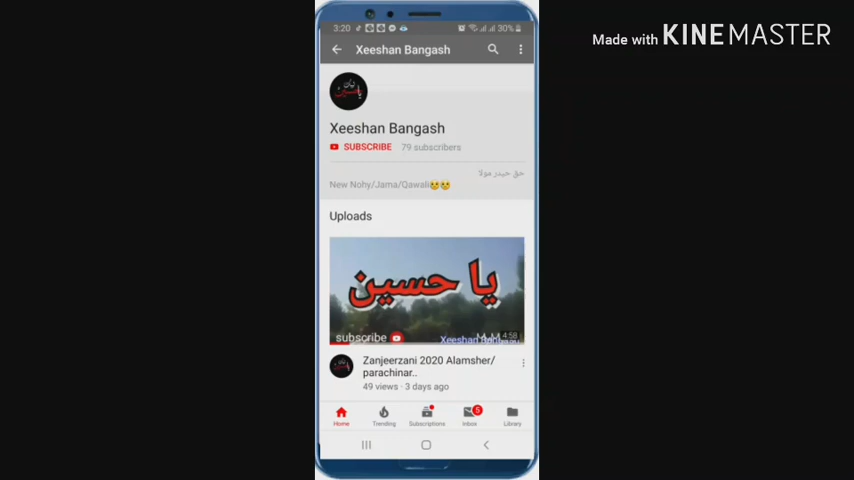 Made with KINEMASTER
3:20
30%
Xeeshan Bangash
Xeeshan Bangash
SUBSCRIBE 79 subscribers
حق حیدر مولا
New Nohy/Jama/Qawali😢😢
Uploads
یا حسین
subscribe
4:58
Xeeshan
Zanjeerzani 2020 Alamsher/
parachinar..
49 views · 3 days ago
5
Home Trending Subscriptions Inbox Library